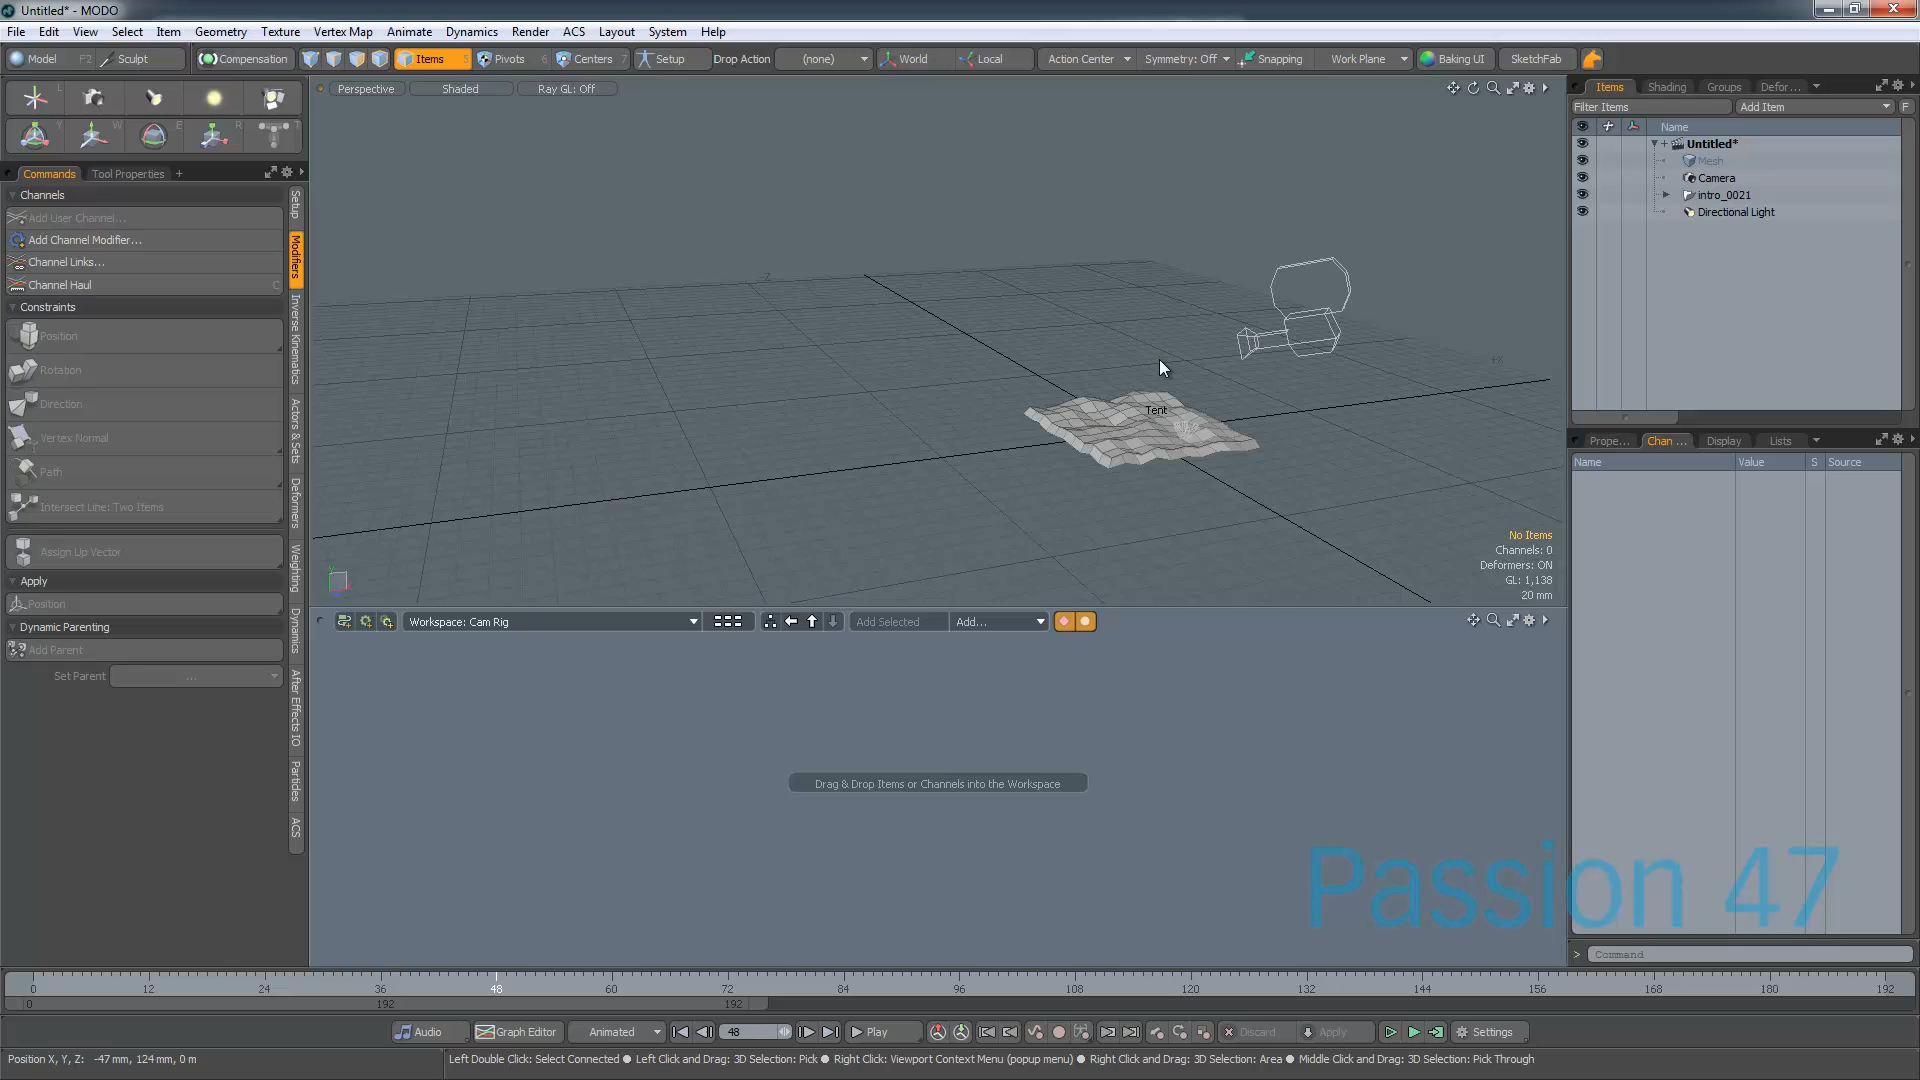 Untitled* - MODO
File Edit View Select Item Geometry Texture Vertex Map Animate Dynamics Render ACS Layout System Help
Model F2 Sculpt Compensation Items 5 Pivots 6 Centers 7 Setup Drop Action (none) World Local Action Center Symmetry: Off Snapping Work Plane Baking UI SketchFab
L
Y W E R T
Commands Tool Properties +
Channels
Add User Channel...
Add Channel Modifier...
Channel Links...
Channel Haul C
Constraints
Position
Rotation
Direction
Vertex Normal
Path
Intersect Line: Two Items
Assign Up Vector
Apply
Position
Dynamic Parenting
Add Parent
Set Parent ...
Setup
Modifiers
Inverse Kinematics
Actors & Sets
Deformers
Weighting
Dynamics
After Effects IO
Particles
ACS
Perspective Shaded Ray GL: Off
-Z
+X
Tent
No Items
Channels: 0
Deformers: ON
GL: 1,138
20 mm
Workspace: Cam Rig Add Selected Add...
Drag & Drop Items or Channels into the Workspace
Items Shading Groups Defor...
Filter Items Add Item F
Name
Untitled*
Mesh
Camera
intro_0021
Directional Light
Prope... Chan ... Display Lists
Name Value S Source
Passion 47
> Command
0 12 24 36 48 60 72 84 96 108 120 132 144 156 168 180 192
0 192 192
Audio Graph Editor Animated 48 Play Discard Apply Settings
Position X, Y, Z: -47 mm, 124 mm, 0 m
Left Double Click: Select Connected ● Left Click and Drag: 3D Selection: Pick ● Right Click: Viewport Context Menu (popup menu) ● Right Click and Drag: 3D Selection: Area ● Middle Click and Drag: 3D Selection: Pick Through